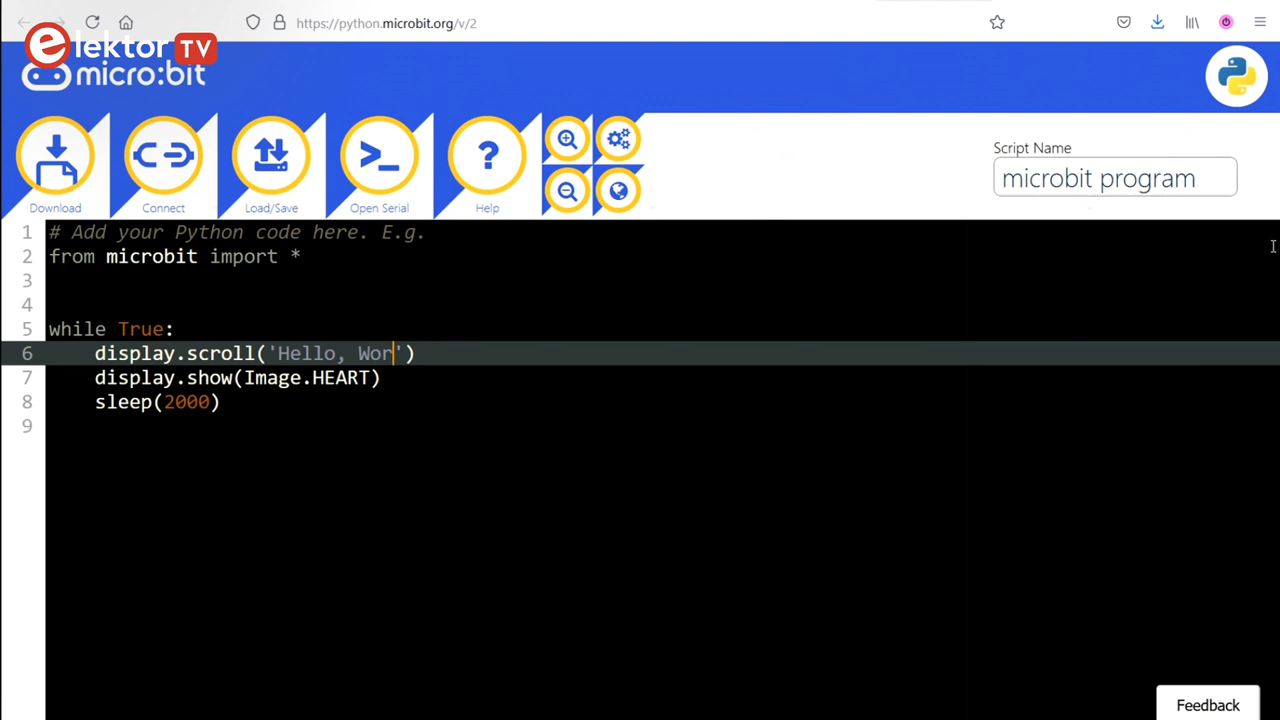 https://python.microbit.org/v/2
elektor TV
micro:bit
Download
Connect
Load/Save
Open Serial
Help
Script Name
microbit program
1 # Add your Python code here. E.g.
2 from microbit import *
3
4
5 while True:
6     display.scroll('Hello, Wor')
7     display.show(Image.HEART)
8     sleep(2000)
9
Feedback